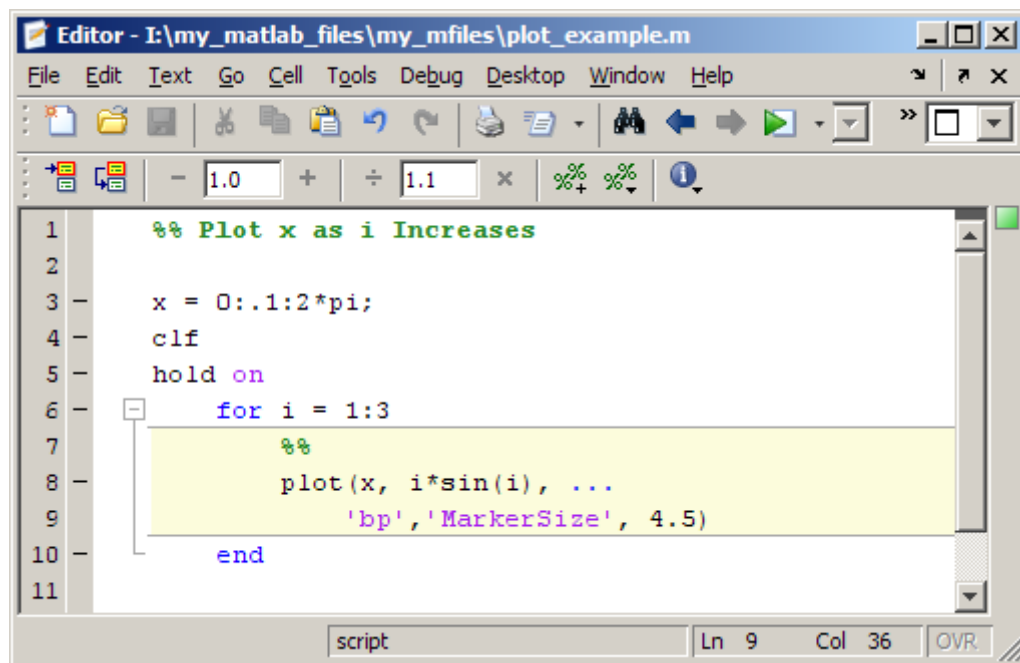 Editor - I:\my_matlab_files\my_mfiles\plot_example.m
File Edit Text Go Cell Tools Debug Desktop Window Help
1.0 1.1
1 %% Plot x as i Increases
2
3 x = 0:.1:2*pi;
4 clf
5 hold on
6 for i = 1:3
7 %%
8 plot(x, i*sin(i), ...
9 'bp','MarkerSize', 4.5)
10 end
11
script Ln 9 Col 36 OVR